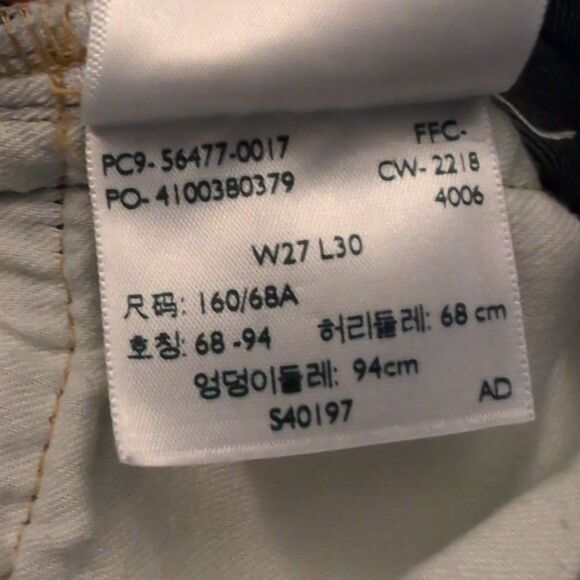 PC9- 56477-0017 FFC-
PO- 4100380379 CW- 2218
4006
W27 L30
尺码: 160/68A
호칭: 68 -94 허리둘레: 68 cm
엉덩이둘레: 94cm
S40197 AD